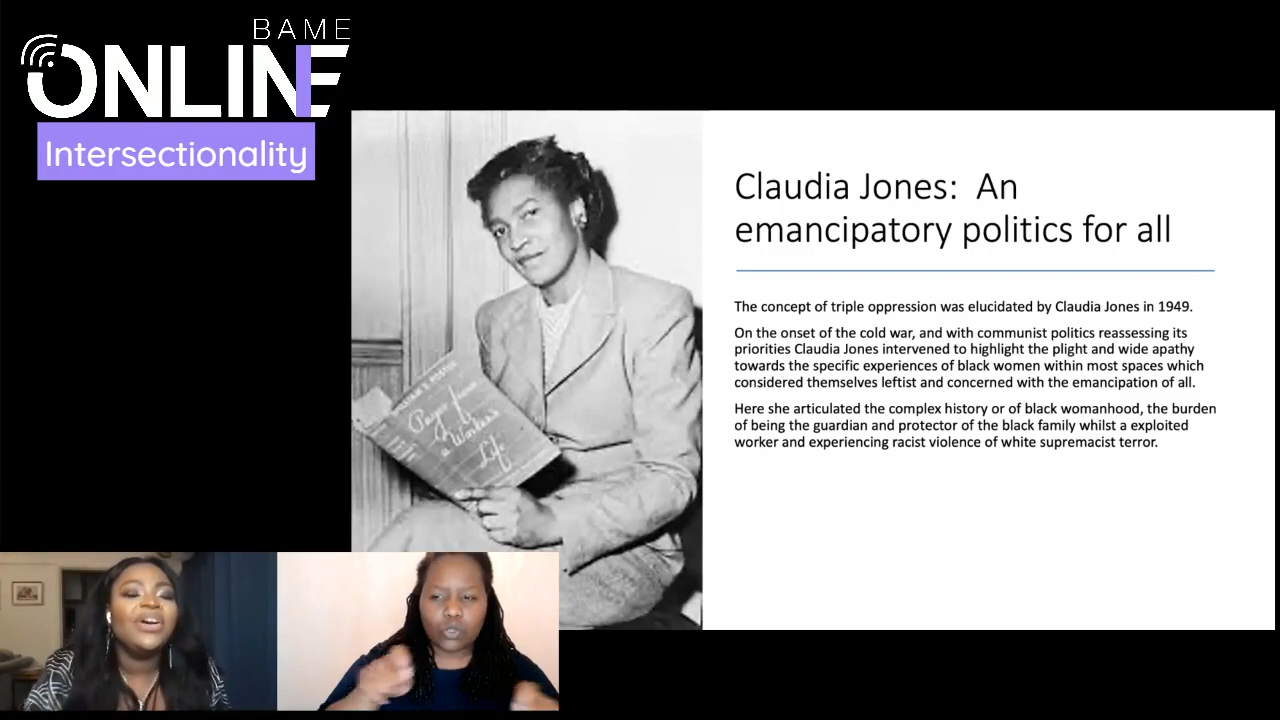 BAME
ONLINE
Intersectionality
Claudia Jones:  An
emancipatory politics for all
The concept of triple oppression was elucidated by Claudia Jones in 1949.
On the onset of the cold war, and with communist politics reassessing its
priorities Claudia Jones intervened to highlight the plight and wide apathy
towards the specific experiences of black women within most spaces which
considered themselves leftist and concerned with the emancipation of all.
Here she articulated the complex history or of black womanhood, the burden
of being the guardian and protector of the black family whilst a exploited
worker and experiencing racist violence of white supremacist terror.
Pages from
a Worker's
Life